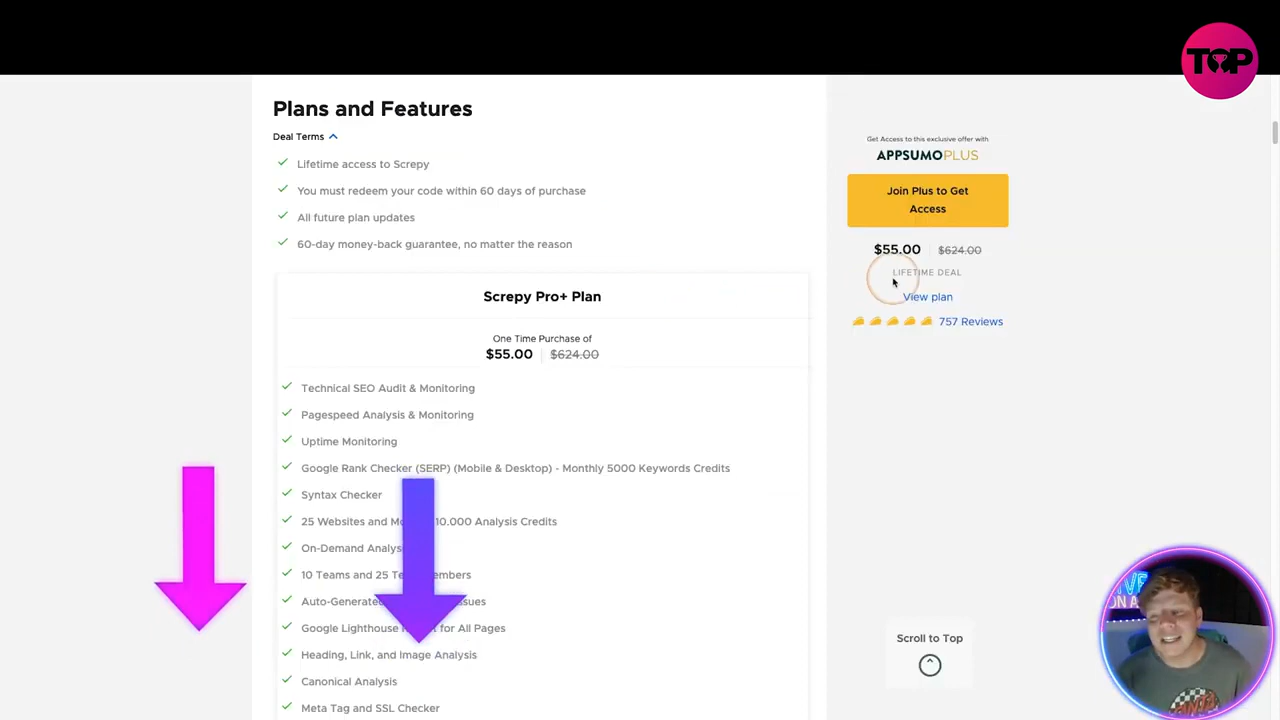 TOP
Plans and Features
Deal Terms
Lifetime access to Screpy
You must redeem your code within 60 days of purchase
All future plan updates
60-day money-back guarantee, no matter the reason
Screpy Pro+ Plan
One Time Purchase of
$55.00 $624.00
Technical SEO Audit & Monitoring
Pagespeed Analysis & Monitoring
Uptime Monitoring
Google Rank Checker (SERP) (Mobile & Desktop) - Monthly 5000 Keywords Credits
Syntax Checker
25 Websites and 10.000 Analysis Credits
On-Demand
10 Teams and 25
Auto-Generated
Google Lighthouse for All Pages
Heading, Link, and Image Analysis
Canonical Analysis
Meta Tag and SSL Checker
Get Access to this exclusive offer with
APPSUMOPLUS
Join Plus to Get
Access
$55.00 $624.00
LIFETIME DEAL
View plan
757 Reviews
Scroll to Top